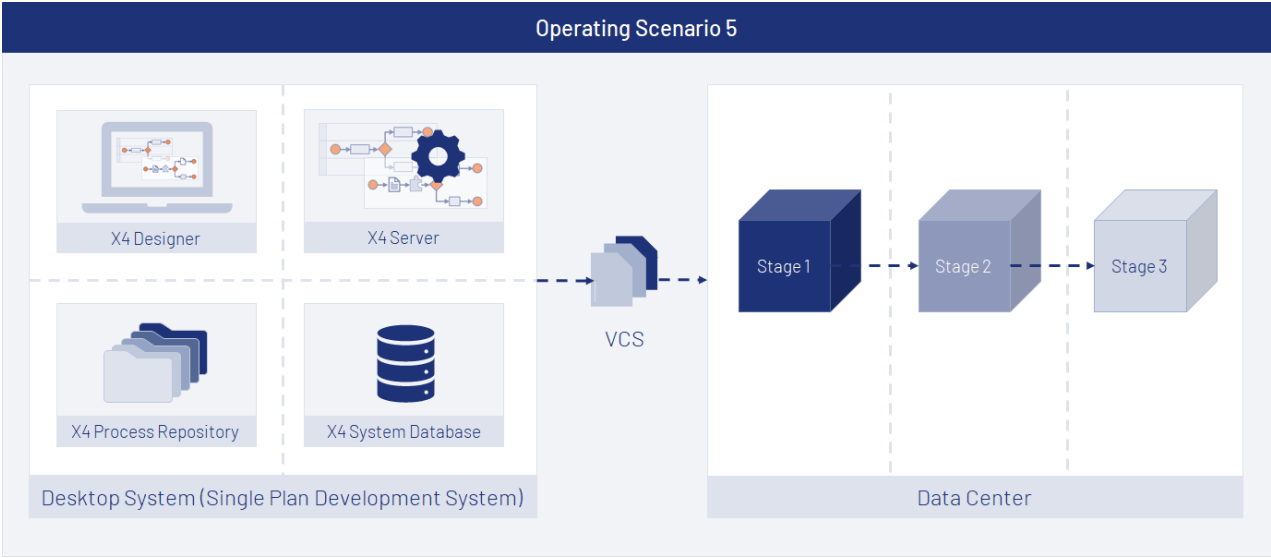 Operating Scenario 5
X4 Designer
X4 Server
X4 Process Repository
X4 System Database
Desktop System (Single Plan Development System)
VCS
Stage 1
Stage 2
Stage 3
Data Center